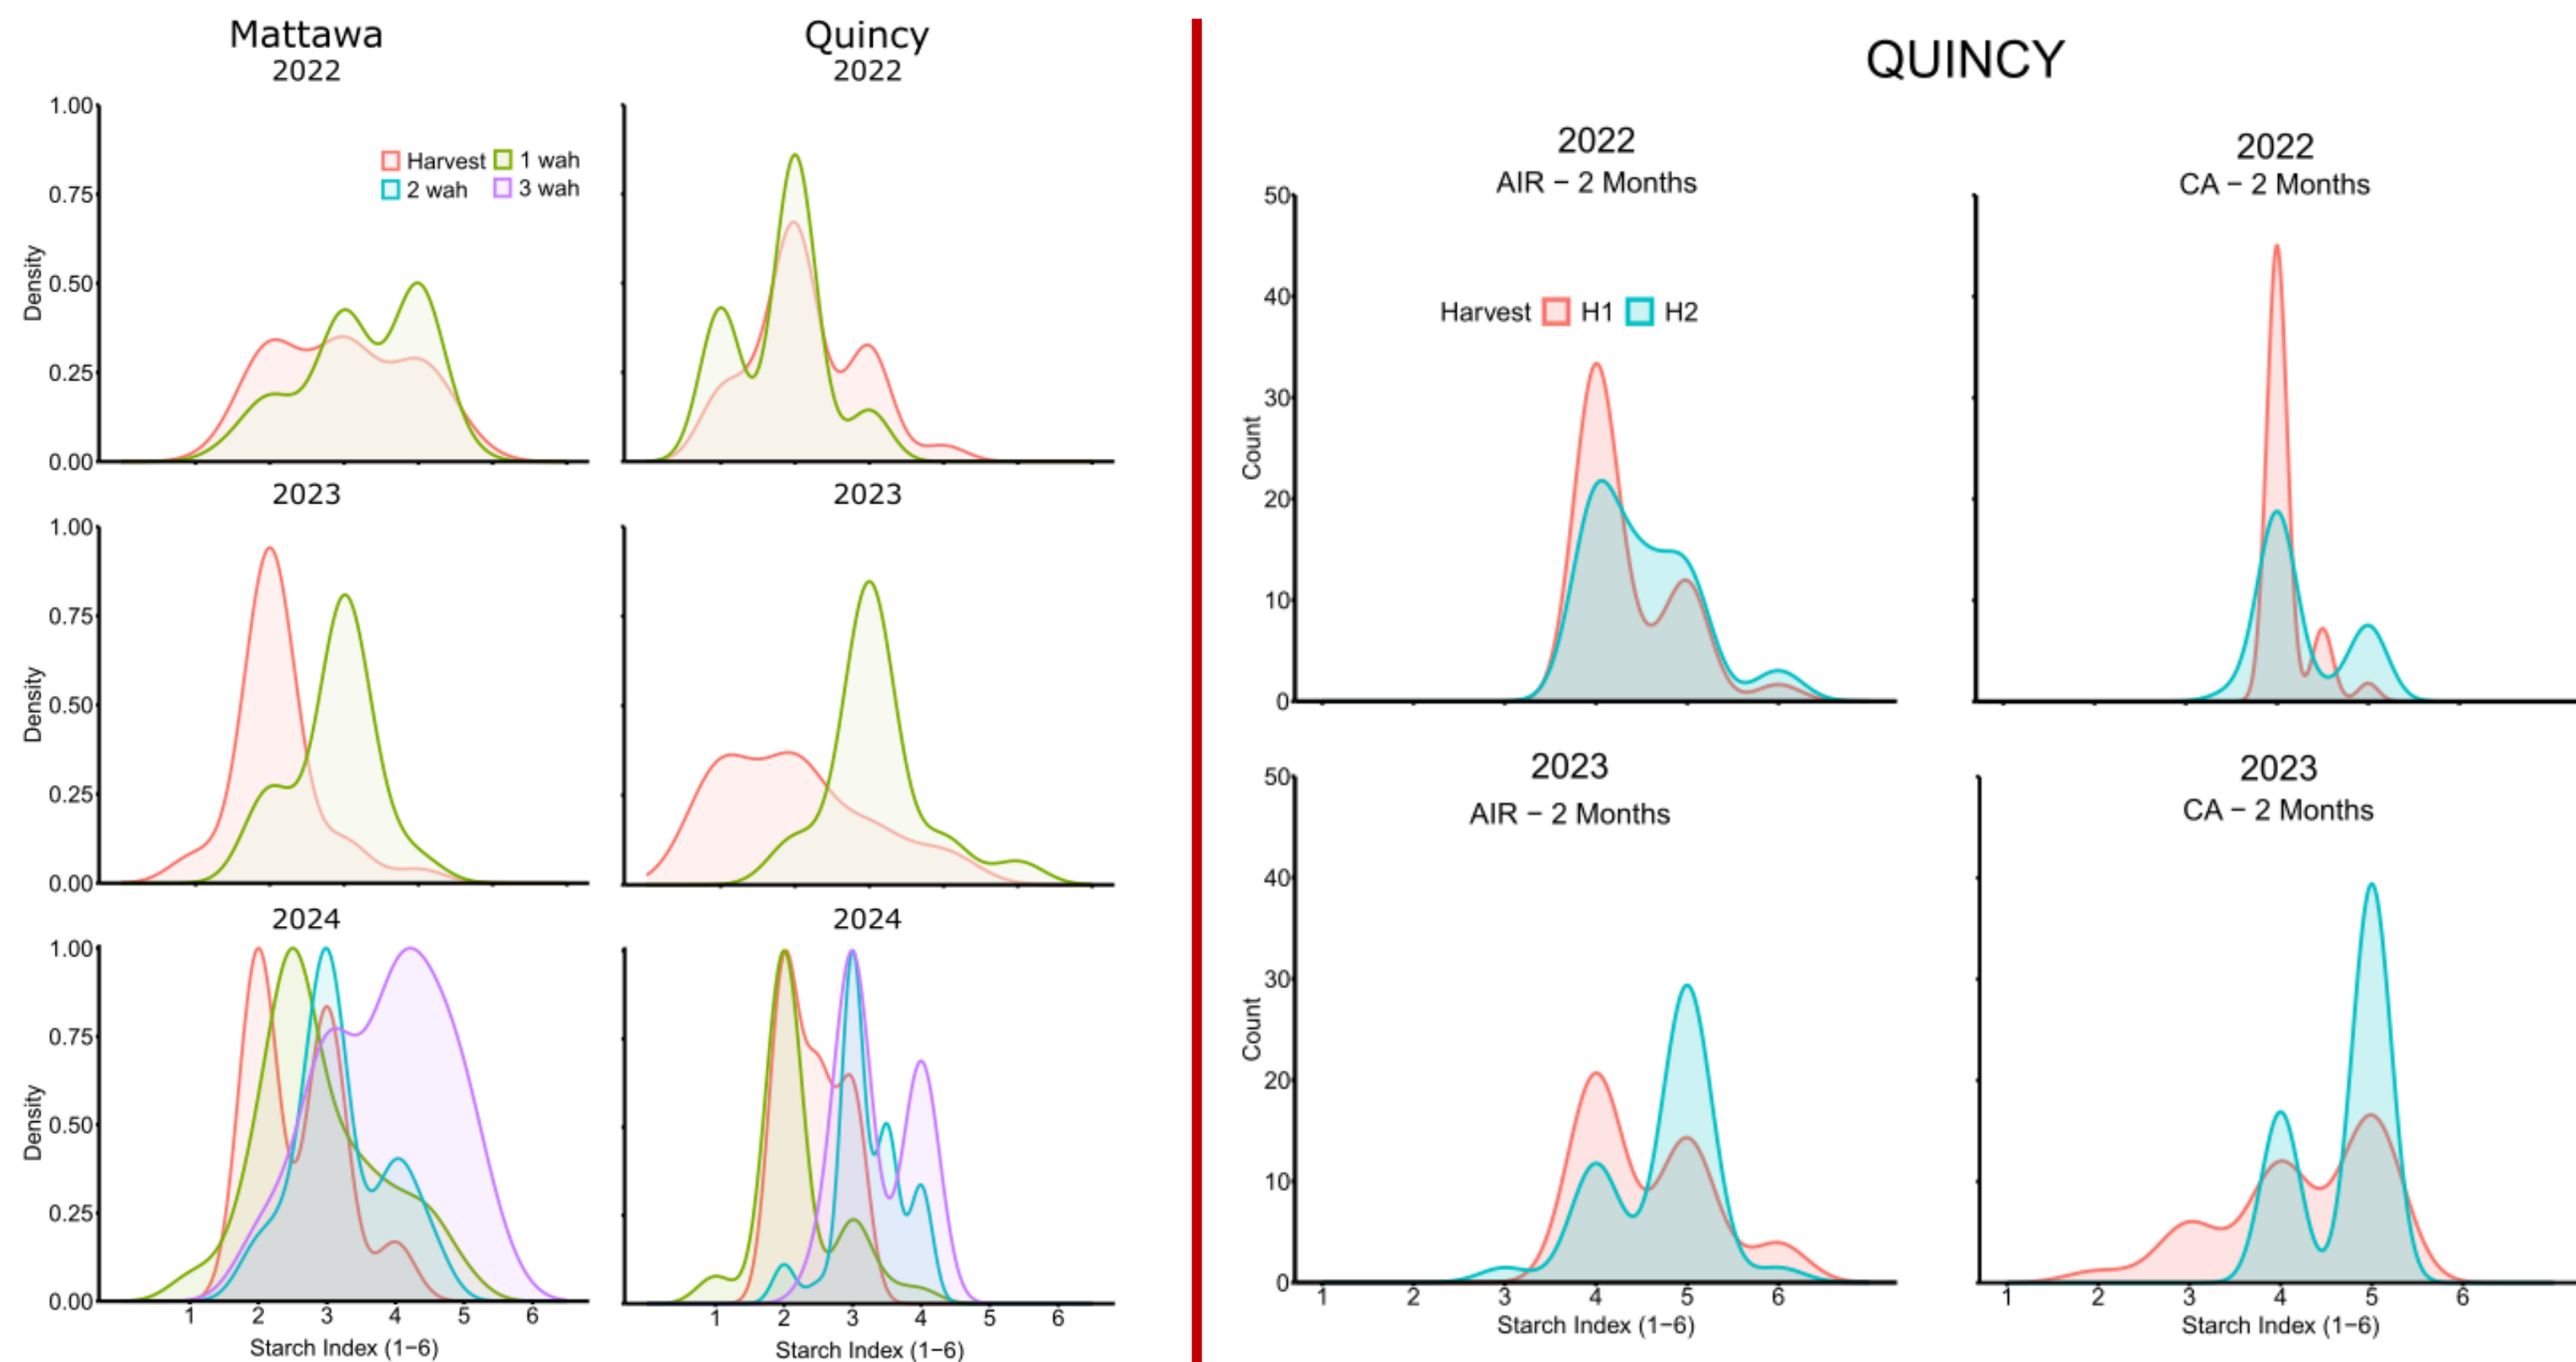 Mattawa
2022
Quincy
2022
1.00
0.75
0.50
0.25
0.00
Density
Harvest 1 wah
2 wah 3 wah
2023
2023
1.00
0.75
0.50
0.25
0.00
Density
2024
2024
1.00
0.75
0.50
0.25
0.00
Density
1 2 3 4 5 6
Starch Index (1−6)
1 2 3 4 5 6
Starch Index (1−6)
QUINCY
2022
AIR − 2 Months
2022
CA − 2 Months
50
40
30
20
10
0
Count
Harvest H1 H2
2023
AIR − 2 Months
2023
CA − 2 Months
50
40
30
20
10
0
Count
1 2 3 4 5 6
Starch Index (1−6)
1 2 3 4 5 6
Starch Index (1−6)